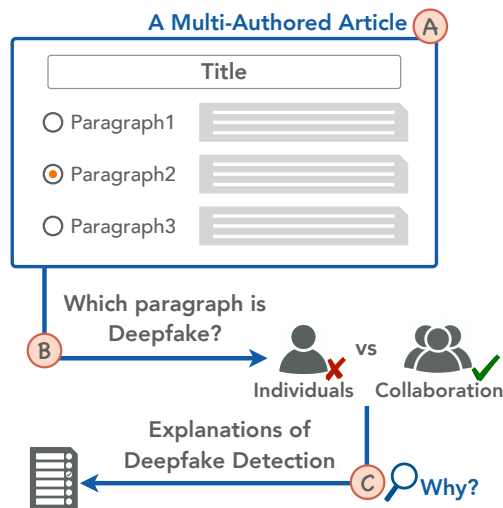 A Multi-Authored Article
A
Title
Paragraph1
Paragraph2
Paragraph3
Which paragraph is
Deepfake?
B
vs
Individuals
Collaboration
Explanations of
Deepfake Detection
C
Why?